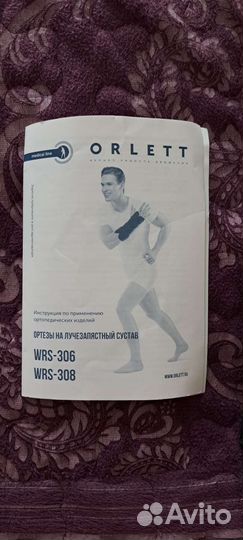 medical line
ORLETT
Инструкция по применению
ортопедических изделий
ОРТЕЗЫ НА ЛУЧЕЗАПЯСТНЫЙ СУСТАВ
WRS-306
WRS-308
WWW.ORLETT.RU
Avito